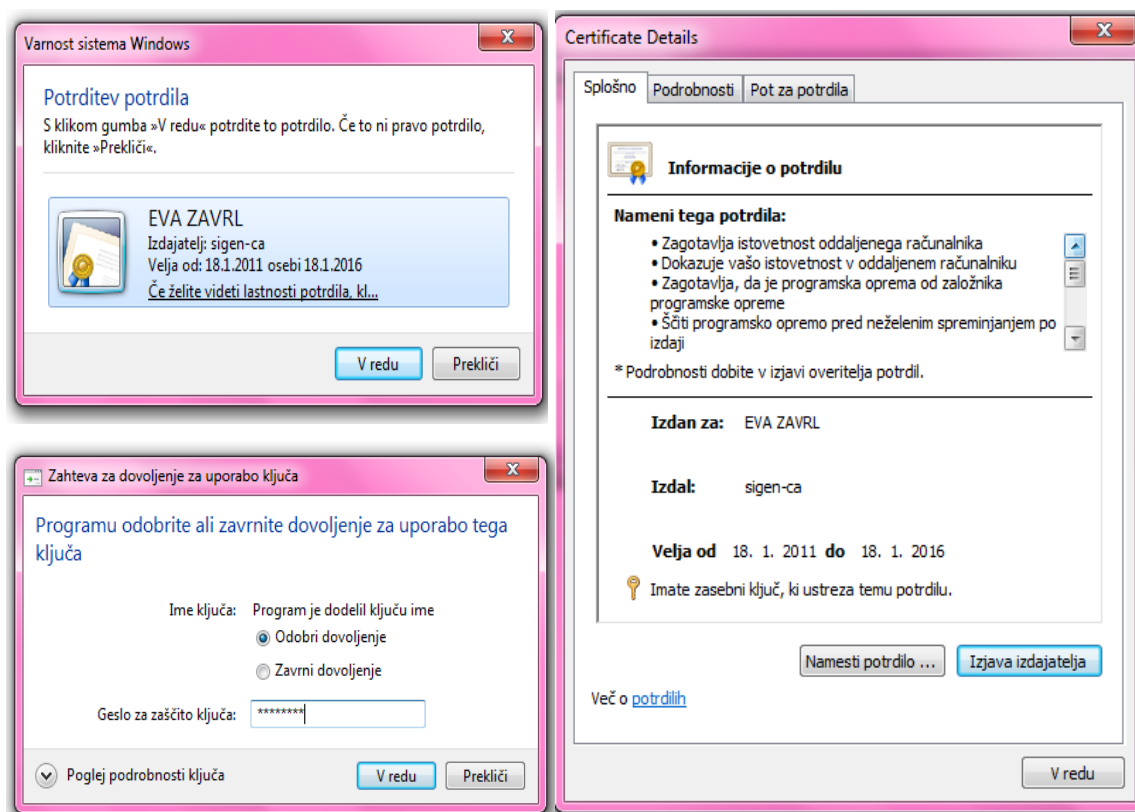 Varnost sistema Windows
Potrditev potrdila
S klikom gumba »V redu« potrdite to potrdilo. Če to ni pravo potrdilo,
kliknite »Prekliči«.
EVA ZAVRL
Izdajatelj: sigen-ca
Velja od: 18.1.2011 osebi 18.1.2016
Če želite videti lastnosti potrdila, kl...
V redu
Prekliči
Zahteva za dovoljenje za uporabo ključa
Programu odobrite ali zavrnite dovoljenje za uporabo tega
ključa
Ime ključa: Program je dodelil ključu ime
Odobri dovoljenje
Zavrni dovoljenje
Geslo za zaščito ključa: ********
Poglej podrobnosti ključa
V redu
Prekliči
Certificate Details
Splošno
Podrobnosti
Pot za potrdila
Informacije o potrdilu
Nameni tega potrdila:
• Zagotavlja istovetnost oddaljenega računalnika
• Dokazuje vašo istovetnost v oddaljenem računalniku
• Zagotavlja, da je programska oprema od založnika
programske opreme
• Ščiti programsko opremo pred neželenim spreminjanjem po
izdaji
* Podrobnosti dobite v izjavi overitelja potrdil.
Izdan za: EVA ZAVRL
Izdal: sigen-ca
Velja od 18. 1. 2011 do 18. 1. 2016
Imate zasebni ključ, ki ustreza temu potrdilu.
Namesti potrdilo ...
Izjava izdajatelja
Več o potrdilih
V redu